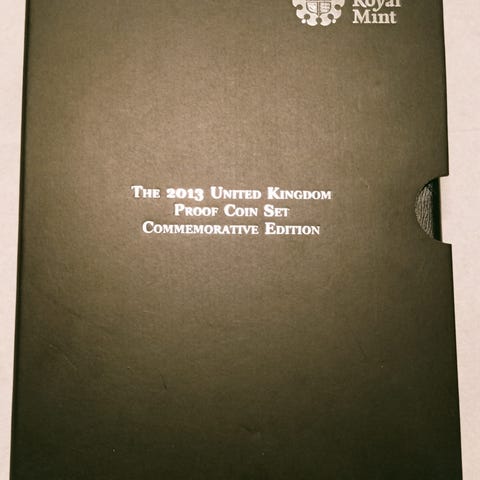 Royal
Mint
The 2013 United Kingdom
Proof Coin Set
Commemorative Edition